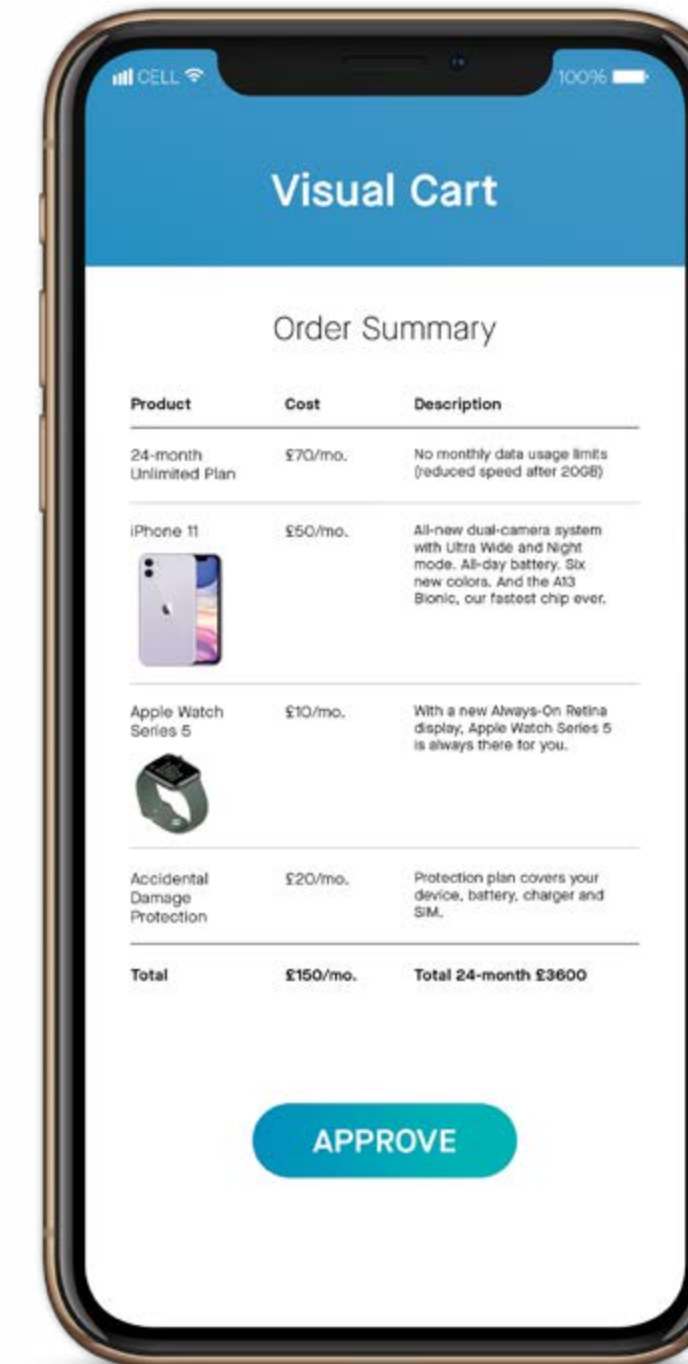 CELL
100%
Visual Cart
Order Summary
Product Cost Description
24-month
Unlimited Plan
£70/mo.
No monthly data usage limits
(reduced speed after 20GB)
iPhone 11
£50/mo.
All-new dual-camera system
with Ultra Wide and Night
mode. All-day battery. Six
new colors. And the A13
Bionic, our fastest chip ever.
Apple Watch
Series 5
£10/mo.
With a new Always-On Retina
display, Apple Watch Series 5
is always there for you.
Accidental
Damage
Protection
£20/mo.
Protection plan covers your
device, battery, charger and
SIM.
Total £150/mo. Total 24-month £3600
APPROVE